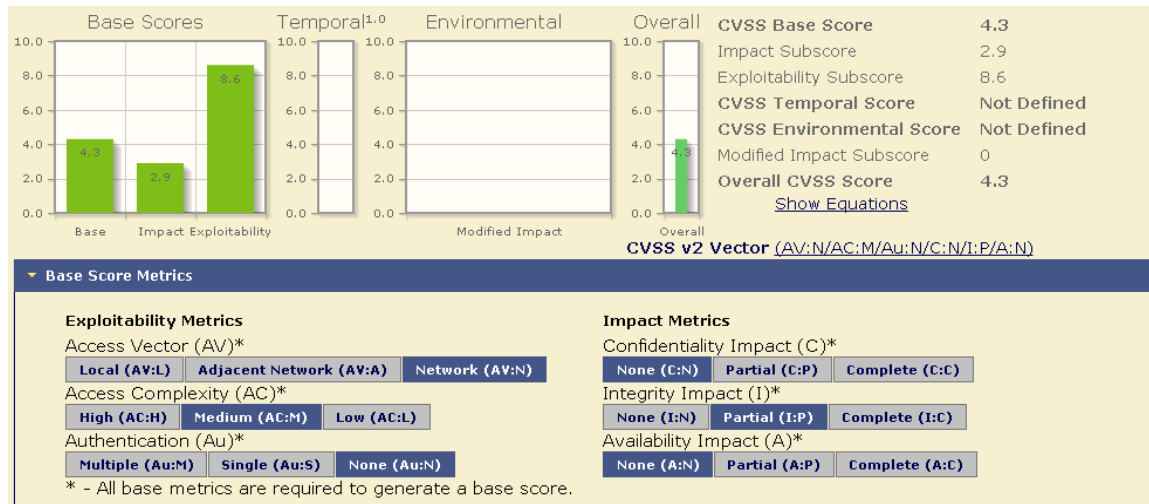 Base Scores
Temporal1.0
Environmental
Overall
10.0
8.0
6.0
4.0
2.0
0.0
4.3
2.9
8.6
Base
Impact
Exploitability
10.0
8.0
6.0
4.0
2.0
0.0
10.0
8.0
6.0
4.0
2.0
0.0
Modified Impact
10.0
8.0
6.0
4.0
2.0
0.0
4.3
Overall
CVSS Base Score 4.3
Impact Subscore 2.9
Exploitability Subscore 8.6
CVSS Temporal Score Not Defined
CVSS Environmental Score Not Defined
Modified Impact Subscore 0
Overall CVSS Score 4.3
Show Equations
CVSS v2 Vector (AV:N/AC:M/Au:N/C:N/I:P/A:N)
Base Score Metrics
Exploitability Metrics
Access Vector (AV)*
Local (AV:L) Adjacent Network (AV:A) Network (AV:N)
Access Complexity (AC)*
High (AC:H) Medium (AC:M) Low (AC:L)
Authentication (Au)*
Multiple (Au:M) Single (Au:S) None (Au:N)
* - All base metrics are required to generate a base score.
Impact Metrics
Confidentiality Impact (C)*
None (C:N) Partial (C:P) Complete (C:C)
Integrity Impact (I)*
None (I:N) Partial (I:P) Complete (I:C)
Availability Impact (A)*
None (A:N) Partial (A:P) Complete (A:C)